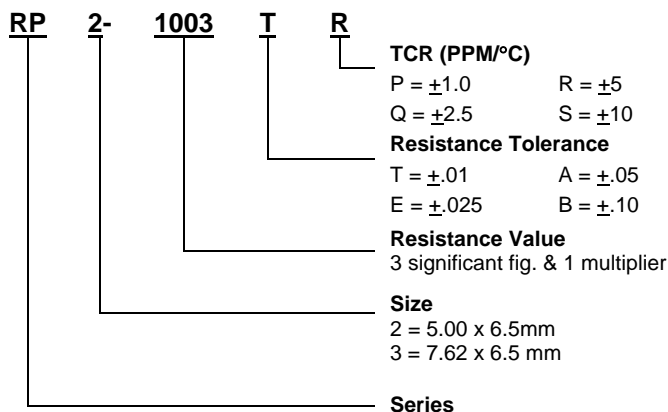 RP 2- 1003 T R
TCR (PPM/°C)
P = ±1.0 R = ±5
Q = ±2.5 S = ±10
Resistance Tolerance
T = ±.01 A = ±.05
E = ±.025 B = ±.10
Resistance Value
3 significant fig. & 1 multiplier
Size
2 = 5.00 x 6.5mm
3 = 7.62 x 6.5 mm
Series